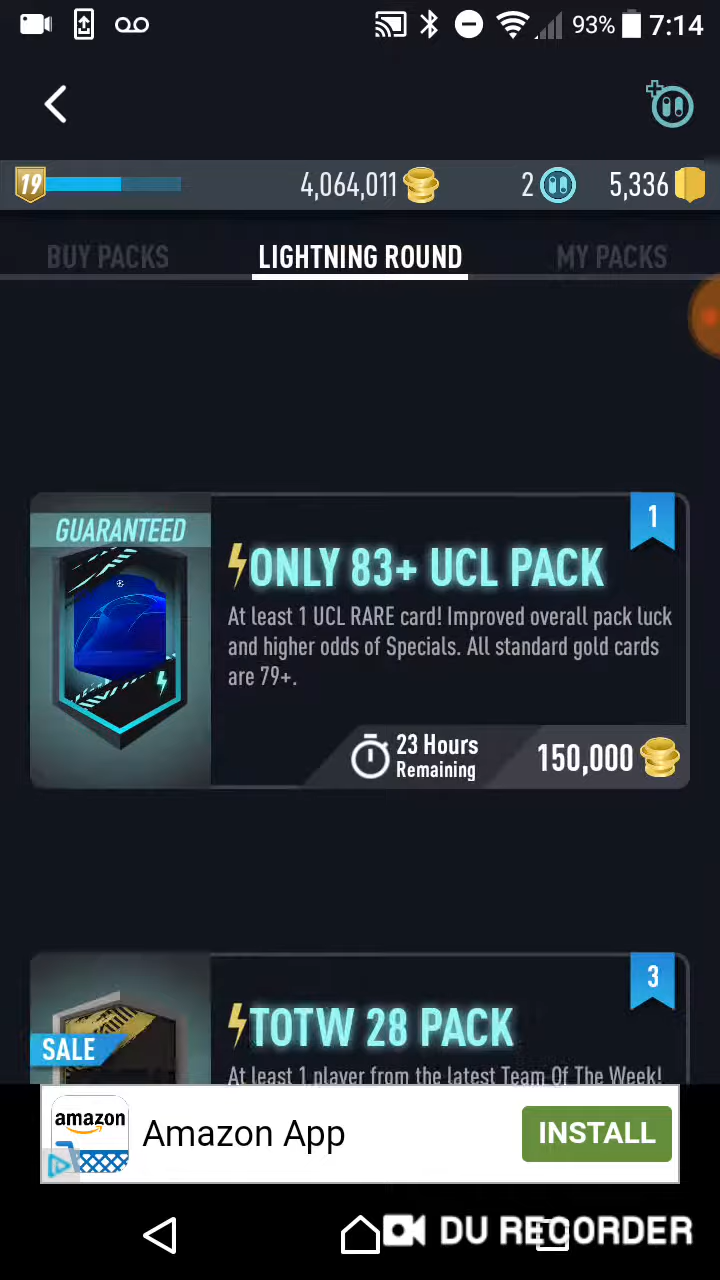 93% 7:14
19 4,064,011 2 5,336
BUY PACKS LIGHTNING ROUND MY PACKS
GUARANTEED
1
ONLY 83+ UCL PACK
At least 1 UCL RARE card! Improved overall pack luck
and higher odds of Specials. All standard gold cards
are 79+.
23 Hours
Remaining
150,000
3
TOTW 28 PACK
SALE
At least 1 player from the latest Team Of The Week!
amazon
Amazon App
INSTALL
DU RECORDER